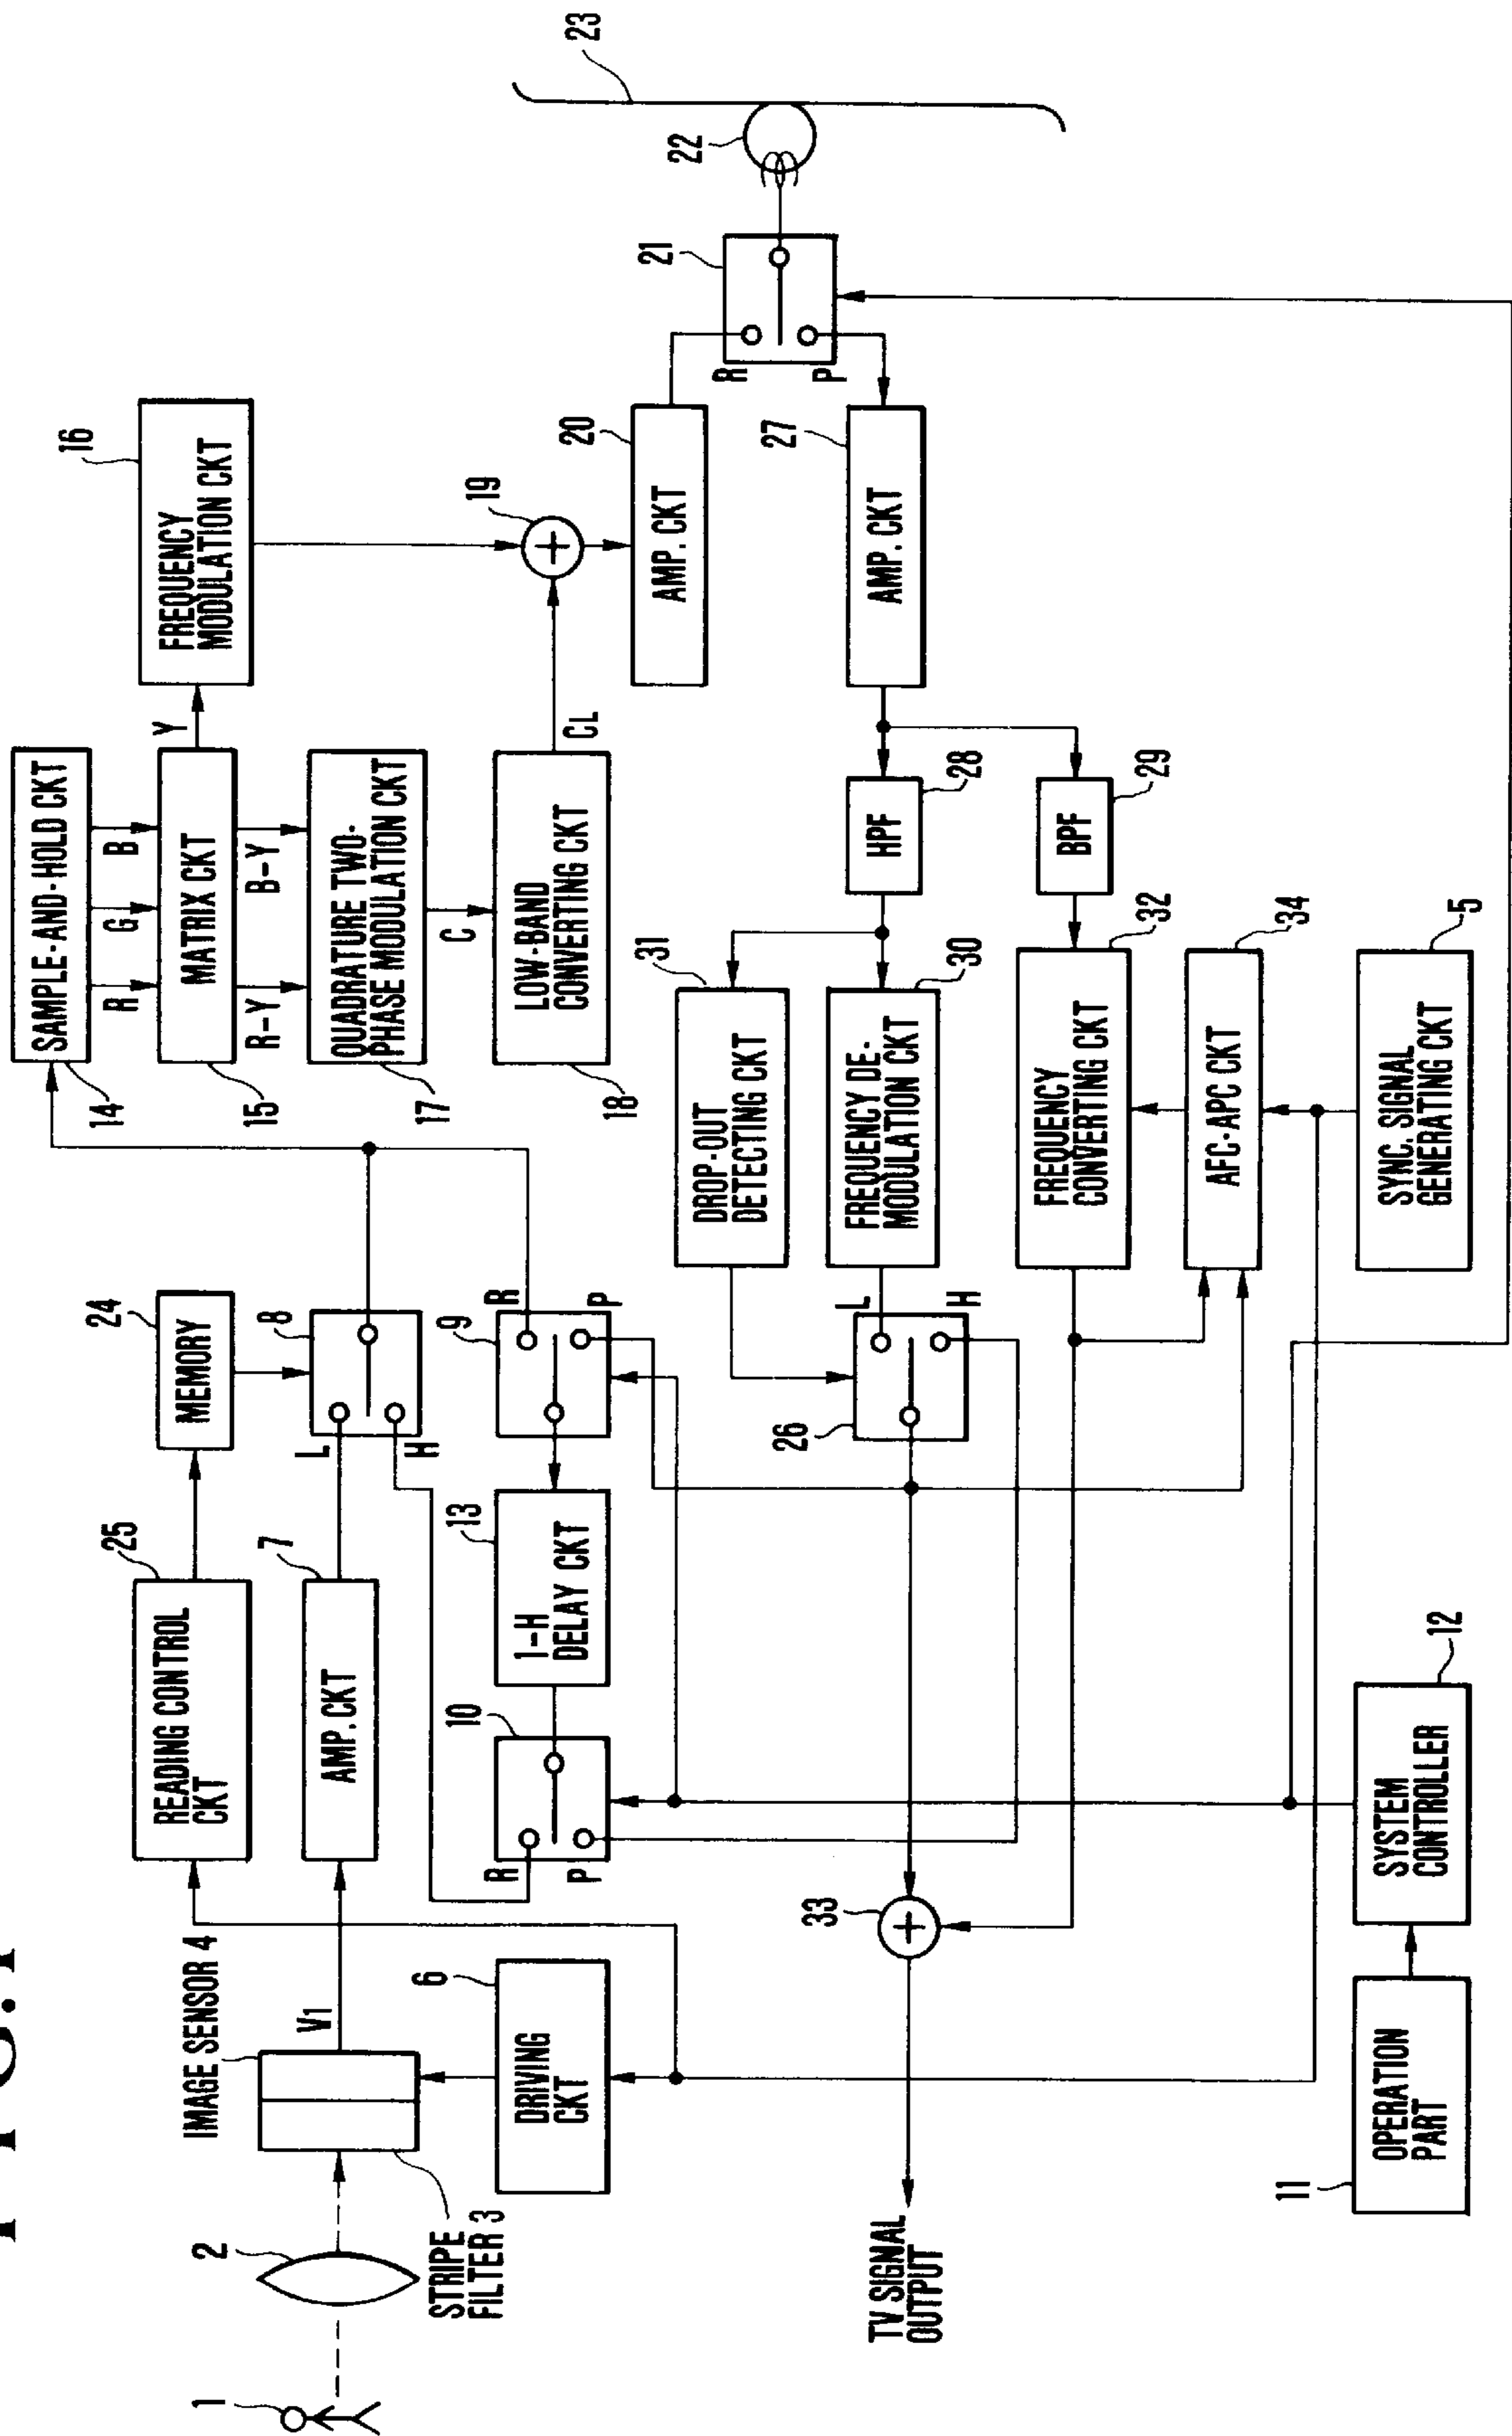 FIG. 1
1
2
STRIPE
FILTER 3
IMAGE SENSOR 4
V1
DRIVING
CKT
6
READING CONTROL
CKT
25
AMP. CKT
7
MEMORY
24
L
H
8
R
P
10
1-H
DELAY CKT
13
R
P
9
SAMPLE-AND-HOLD CKT
14
R
G
B
MATRIX CKT
15
Y
R-Y
B-Y
FREQUENCY
MODULATION CKT
16
QUADRATURE TWO-
PHASE MODULATION CKT
17
C
LOW-BAND
CONVERTING CKT
18
CL
19
AMP. CKT
20
R
P
21
22
23
AMP. CKT
27
HPF
28
BPF
29
DROP-OUT
DETECTING CKT
31
FREQUENCY DE-
MODULATION CKT
30
FREQUENCY
CONVERTING CKT
32
AFC-APC CKT
34
SYNC. SIGNAL
GENERATING CKT
5
L
H
26
33
TV SIGNAL
OUTPUT
OPERATION
PART
11
SYSTEM
CONTROLLER
12